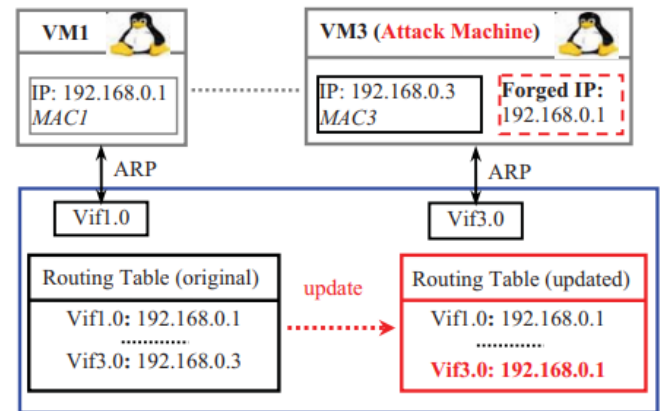 VM1
IP: 192.168.0.1
MAC1
VM3 (Attack Machine)
IP: 192.168.0.3
MAC3
Forged IP:
192.168.0.1
ARP
ARP
Vif1.0
Vif3.0
Routing Table (original)
Vif1.0: 192.168.0.1
Vif3.0: 192.168.0.3
update
Routing Table (updated)
Vif1.0: 192.168.0.1
Vif3.0: 192.168.0.1